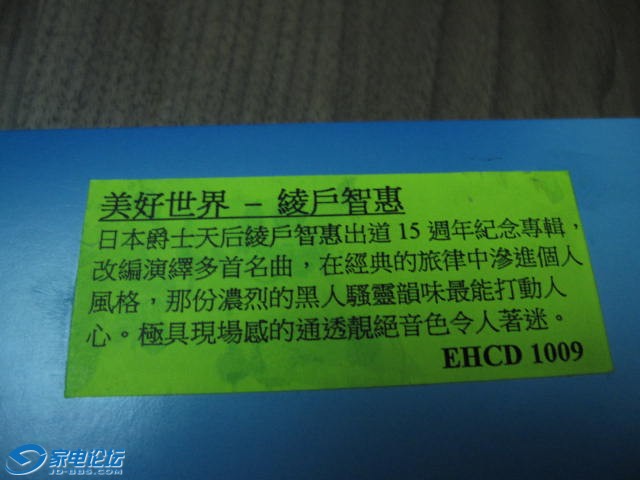 美好世界 － 綾戶智惠
日本爵士天后綾戶智惠出道 15 週年紀念專輯，
改編演繹多首名曲，在經典的旅律中滲進個人
風格，那份濃烈的黑人騷靈韻味最能打動人
心。極具現場感的通透靚絕音色令人著迷。
EHCD 1009
家电论坛
JD-BBS.COM